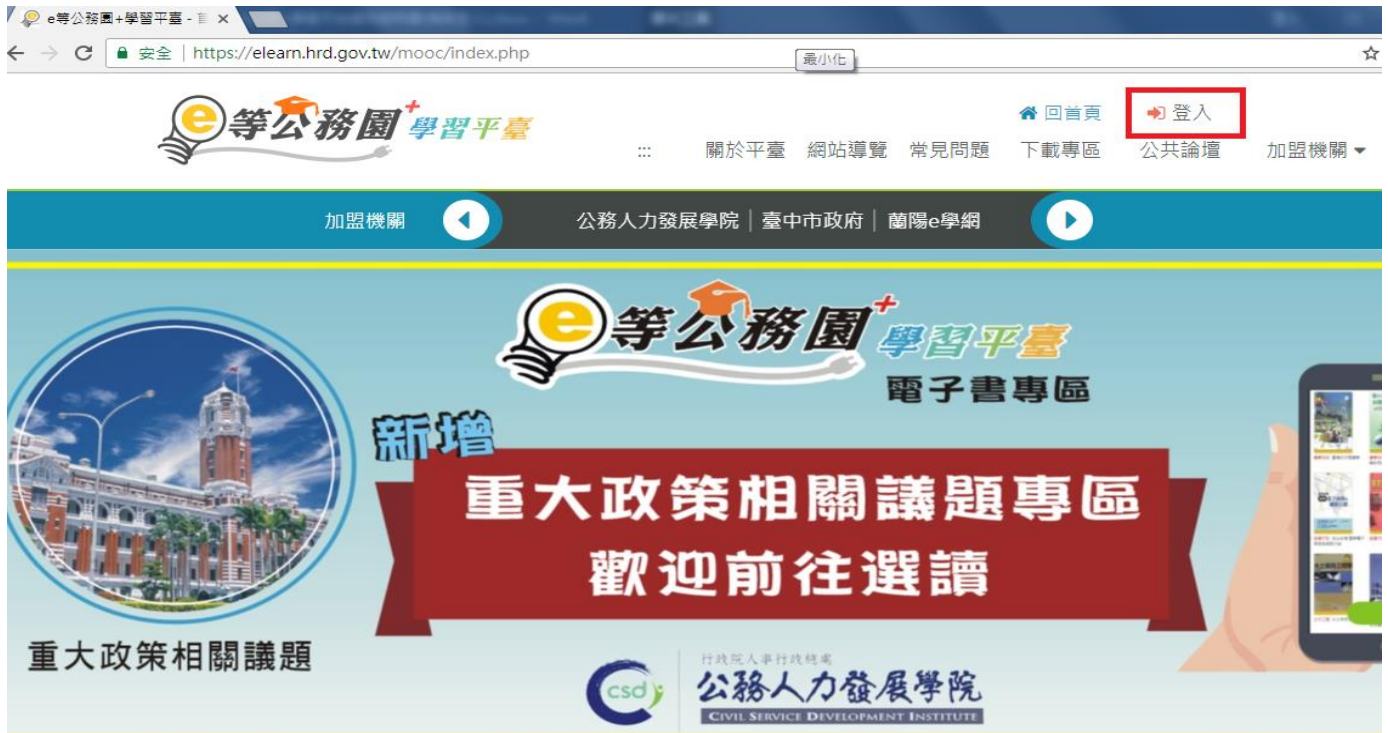 e等公務園+學習平臺 -
安全 | https://elearn.hrd.gov.tw/mooc/index.php
最小化
e等公務園+學習平臺
回首頁 登入
::: 關於平臺 網站導覽 常見問題 下載專區 公共論壇 加盟機關
加盟機關 公務人力發展學院│臺中市政府│蘭陽e學網
e等公務園+學習平臺
電子書專區
新增
重大政策相關議題專區
歡迎前往選讀
重大政策相關議題
行政院人事行政總處
csd 公務人力發展學院
CIVIL SERVICE DEVELOPMENT INSTITUTE